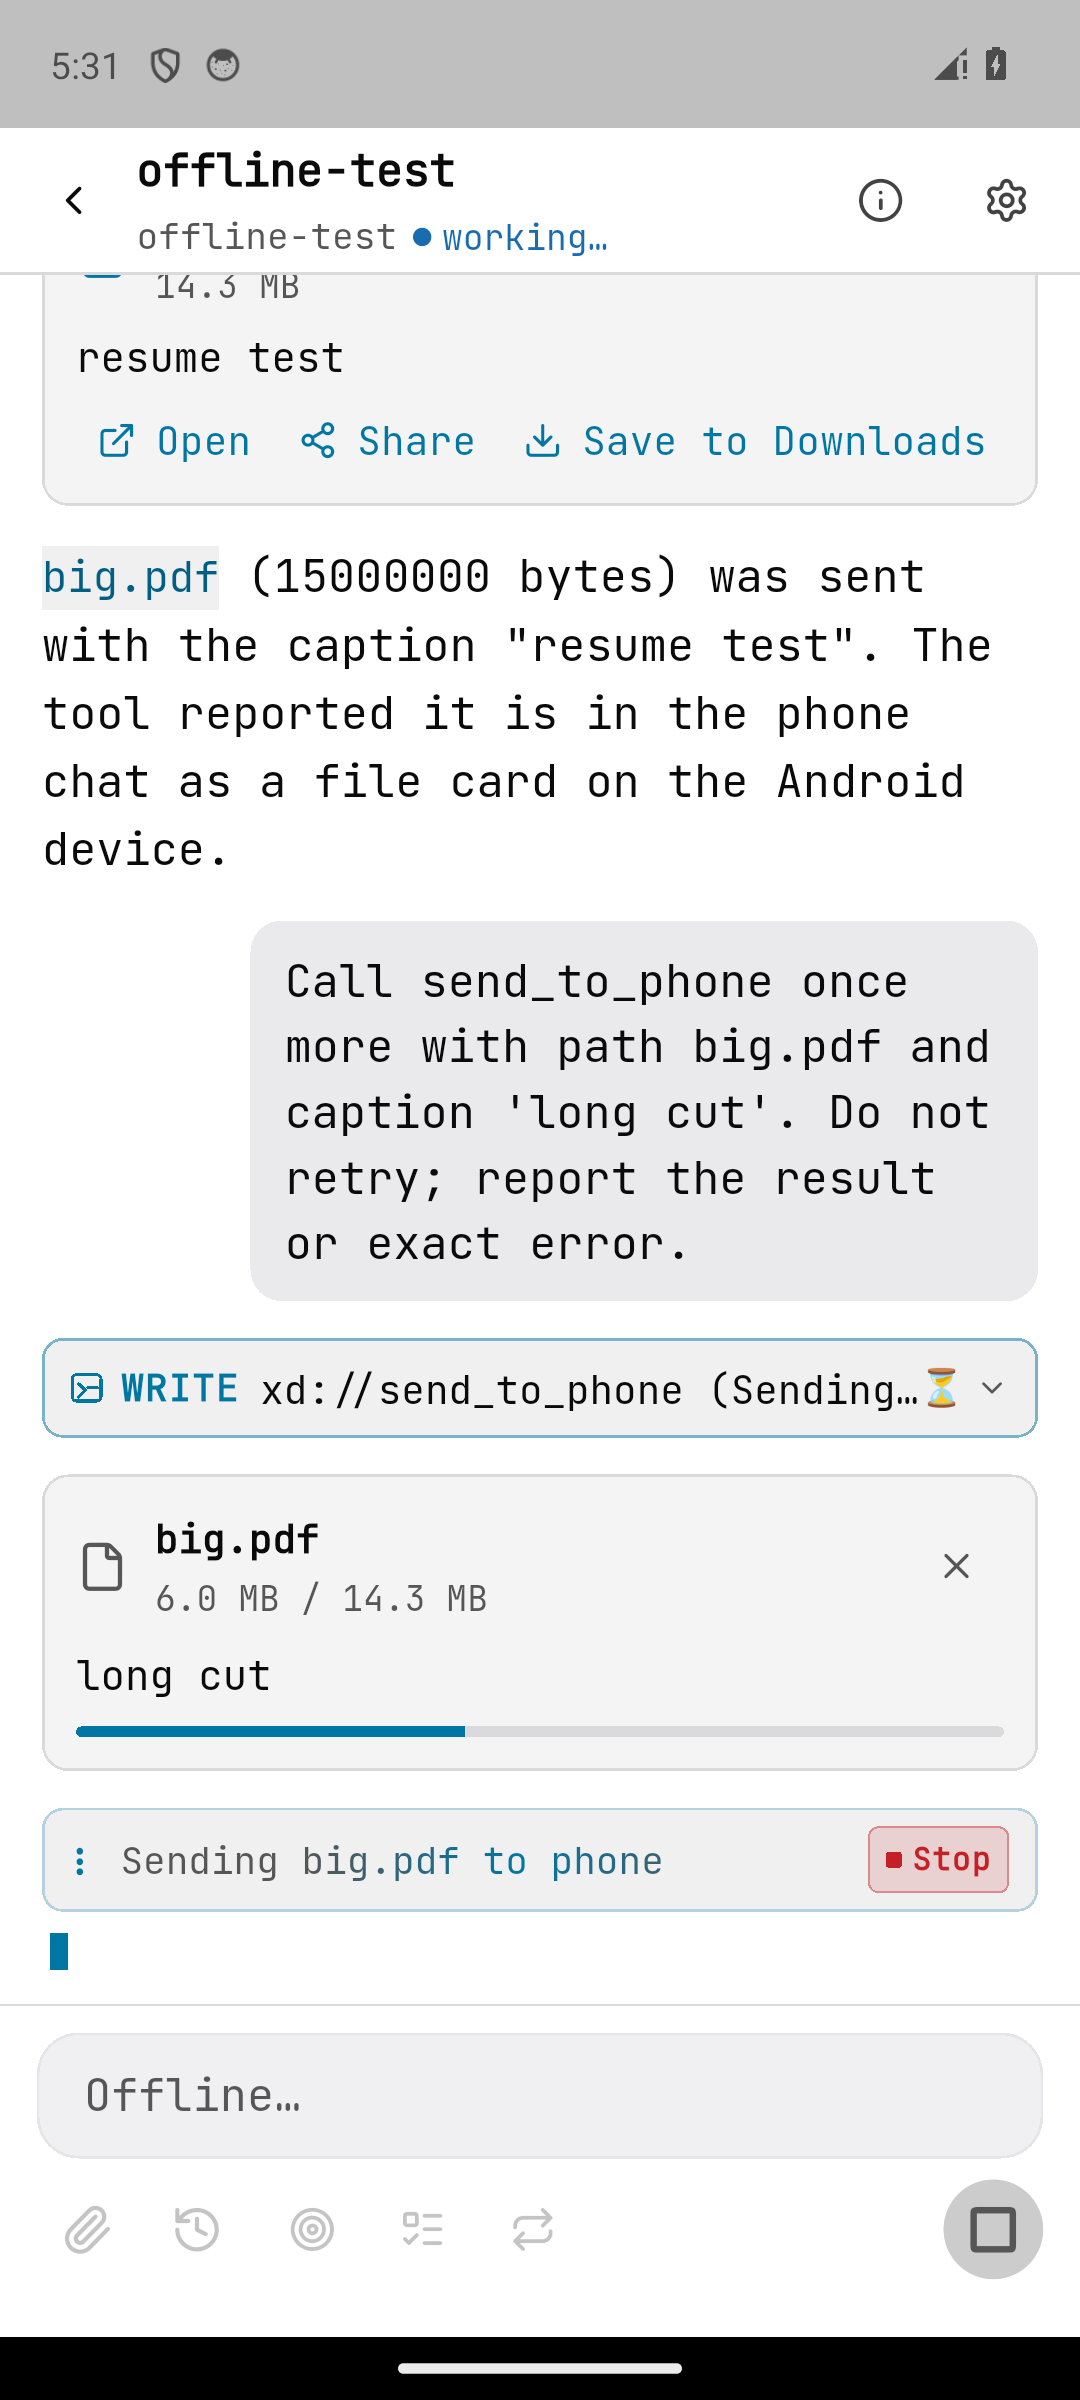 5:31
offline-test
offline-test working…
14.3 MB
resume test
Open Share Save to Downloads
big.pdf (15000000 bytes) was sent
with the caption "resume test". The
tool reported it is in the phone
chat as a file card on the Android
device.
Call send_to_phone once
more with path big.pdf and
caption 'long cut'. Do not
retry; report the result
or exact error.
WRITE xd://send_to_phone (Sending…
big.pdf
6.0 MB / 14.3 MB
long cut
Sending big.pdf to phone Stop
Offline…